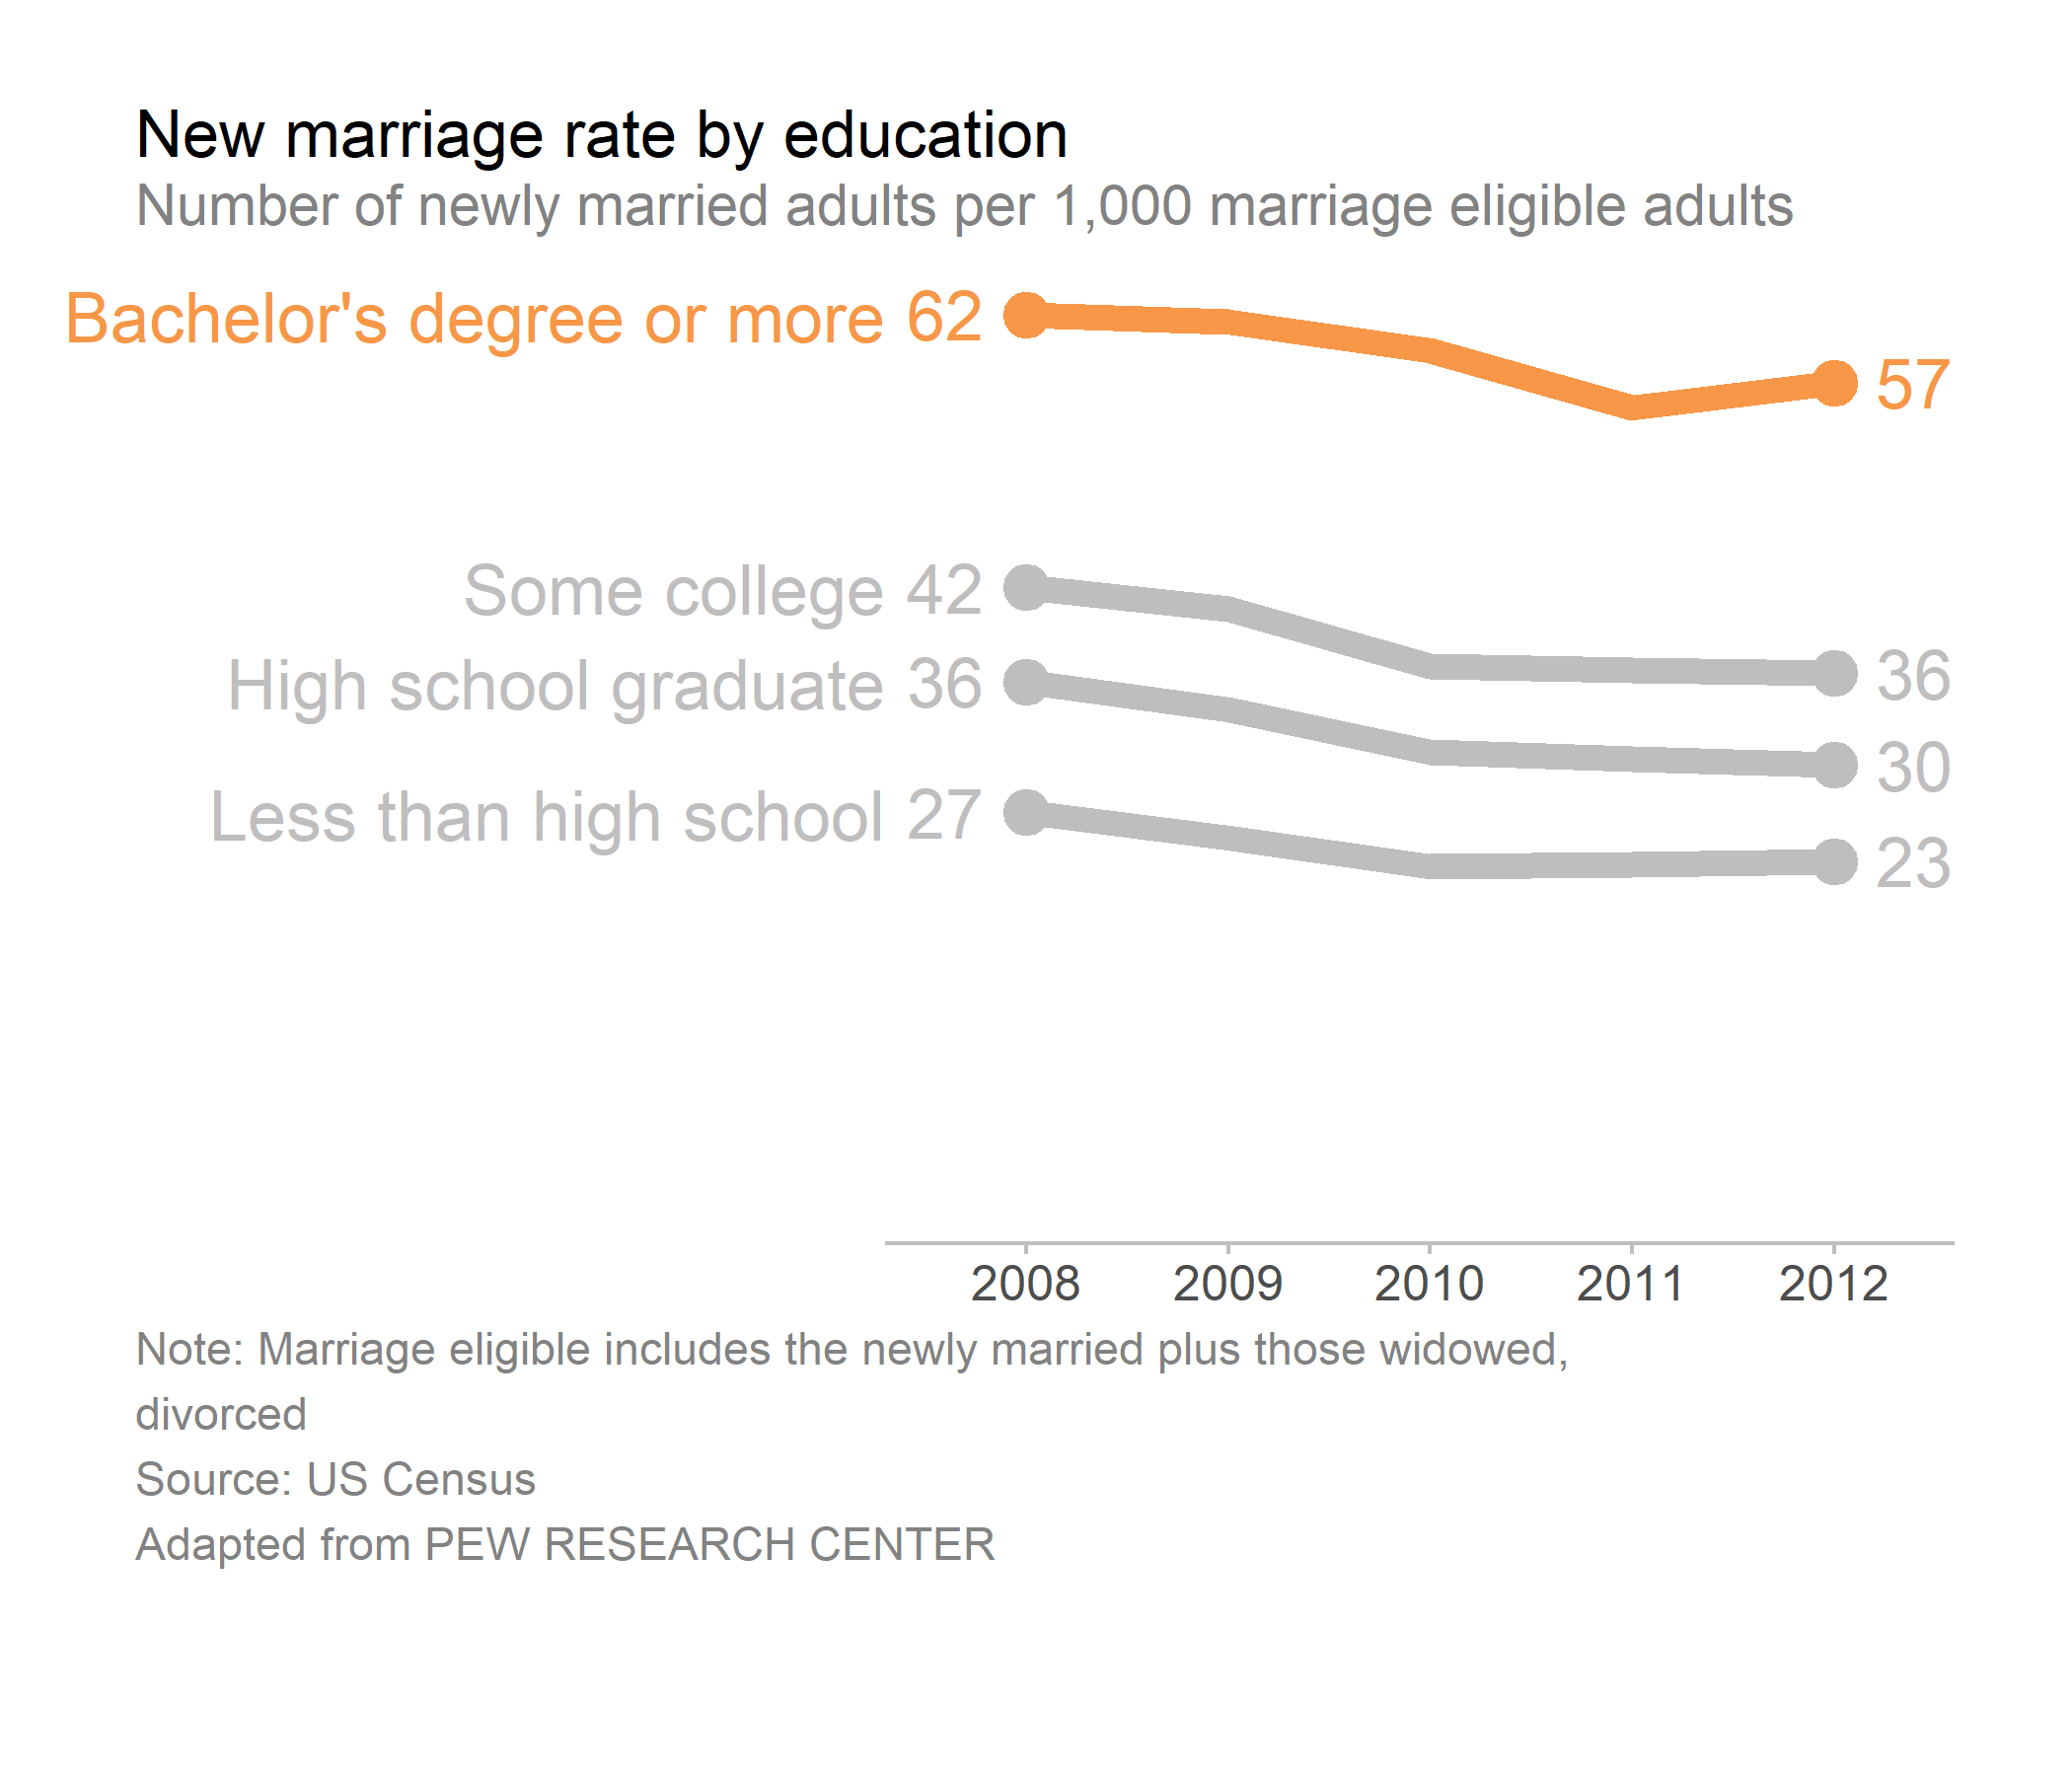 New marriage rate by education
Number of newly married adults per 1,000 marriage eligible adults
Bachelor's degree or more 62
57
Some college 42
36
High school graduate 36
30
Less than high school 27
23
2008 2009 2010 2011 2012
Note: Marriage eligible includes the newly married plus those widowed,
divorced
Source: US Census
Adapted from PEW RESEARCH CENTER